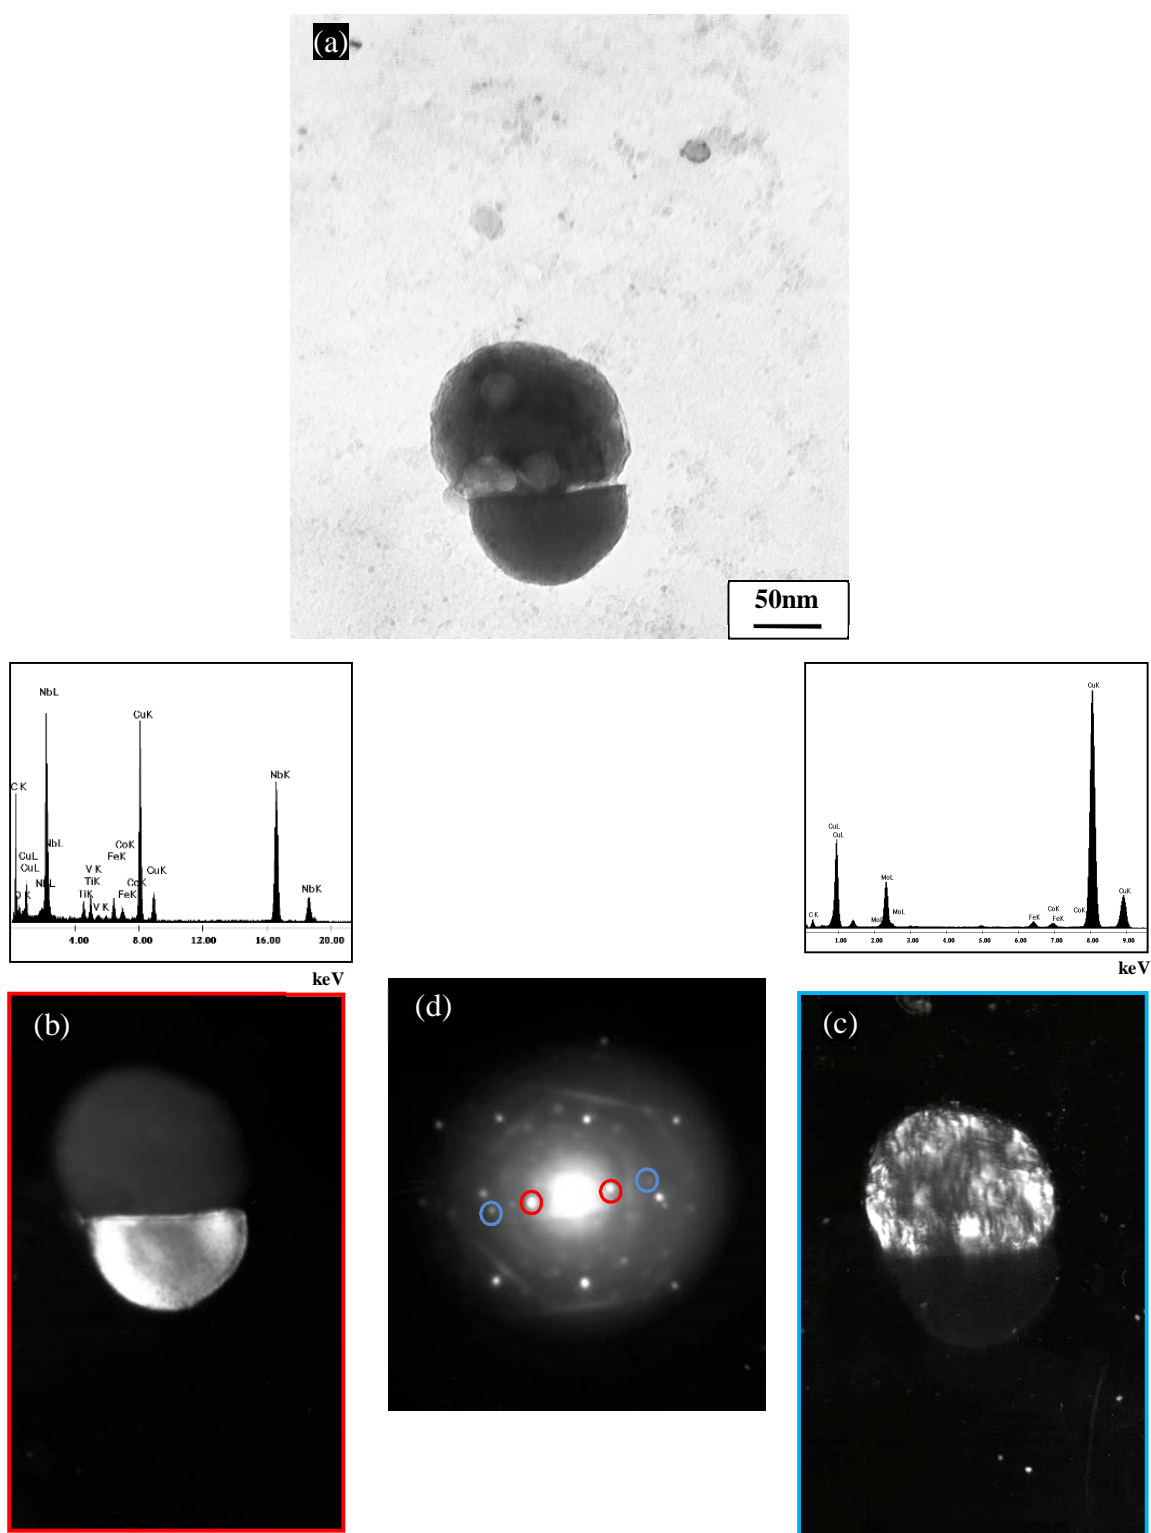 (a)
50nm
NbL
CuK
NbK
C K
NbL
CoK
FeK
CuL
V K
CuK
CuL
TiK
CoK
NbL
NbK
TiK
FeK
V K
4.00 8.00 12.00 16.00 20.00
keV
CuK
CuL
CuL
MoL
MoL
CuK
C K
MoL
CoK
CoK
FeK
FeK
1.00 2.00 3.00 4.00 5.00 6.00 7.00 8.00 9.00
keV
(b)
(d)
(c)